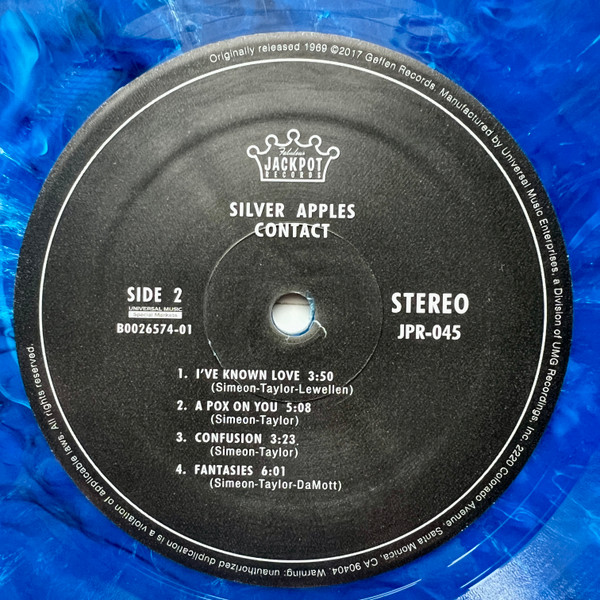 Originally released 1969 ©2017 Geffen Records. Manufactured by Universal Music Enterprises, a Division of UMG Recordings, Inc. 2220 Colorado Avenue, Santa Monica, CA 90404. Warning: unauthorized duplication is a violation of applicable laws. All rights reserved.
Fabulous
JACKPOT
RECORDS
SILVER APPLES
CONTACT
SIDE 2
UNIVERSAL MUSIC
Special Markets
B0026574-01
STEREO
JPR-045
1. I'VE KNOWN LOVE 3:50
(Simeon-Taylor-Lewellen)
2. A POX ON YOU 5:08
(Simeon-Taylor)
3. CONFUSION 3:23
(Simeon-Taylor)
4. FANTASIES 6:01
(Simeon-Taylor-DaMott)